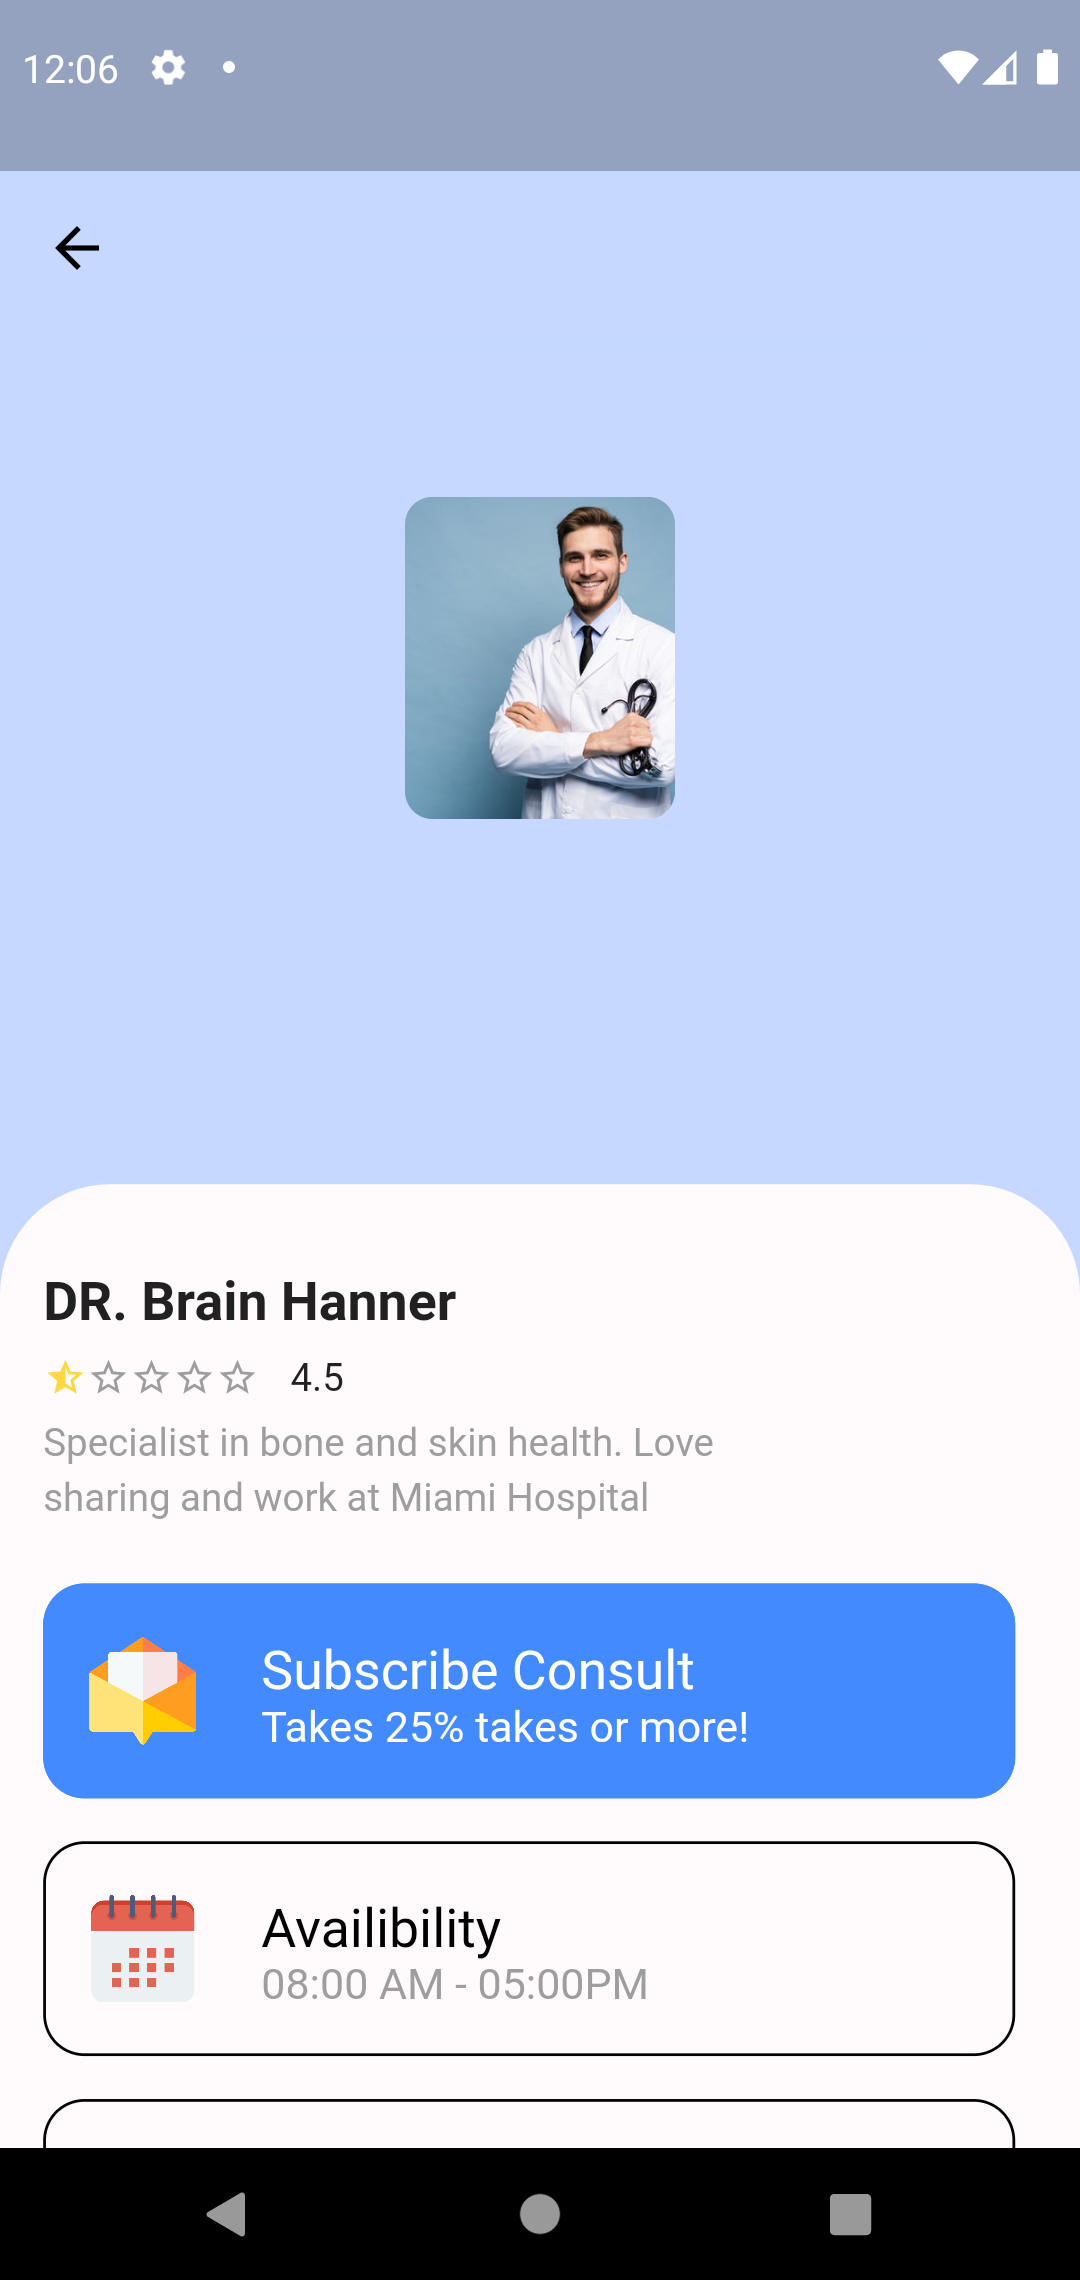 12:06
DR. Brain Hanner
4.5
Specialist in bone and skin health. Love
sharing and work at Miami Hospital
Subscribe Consult
Takes 25% takes or more!
Availibility
08:00 AM - 05:00PM